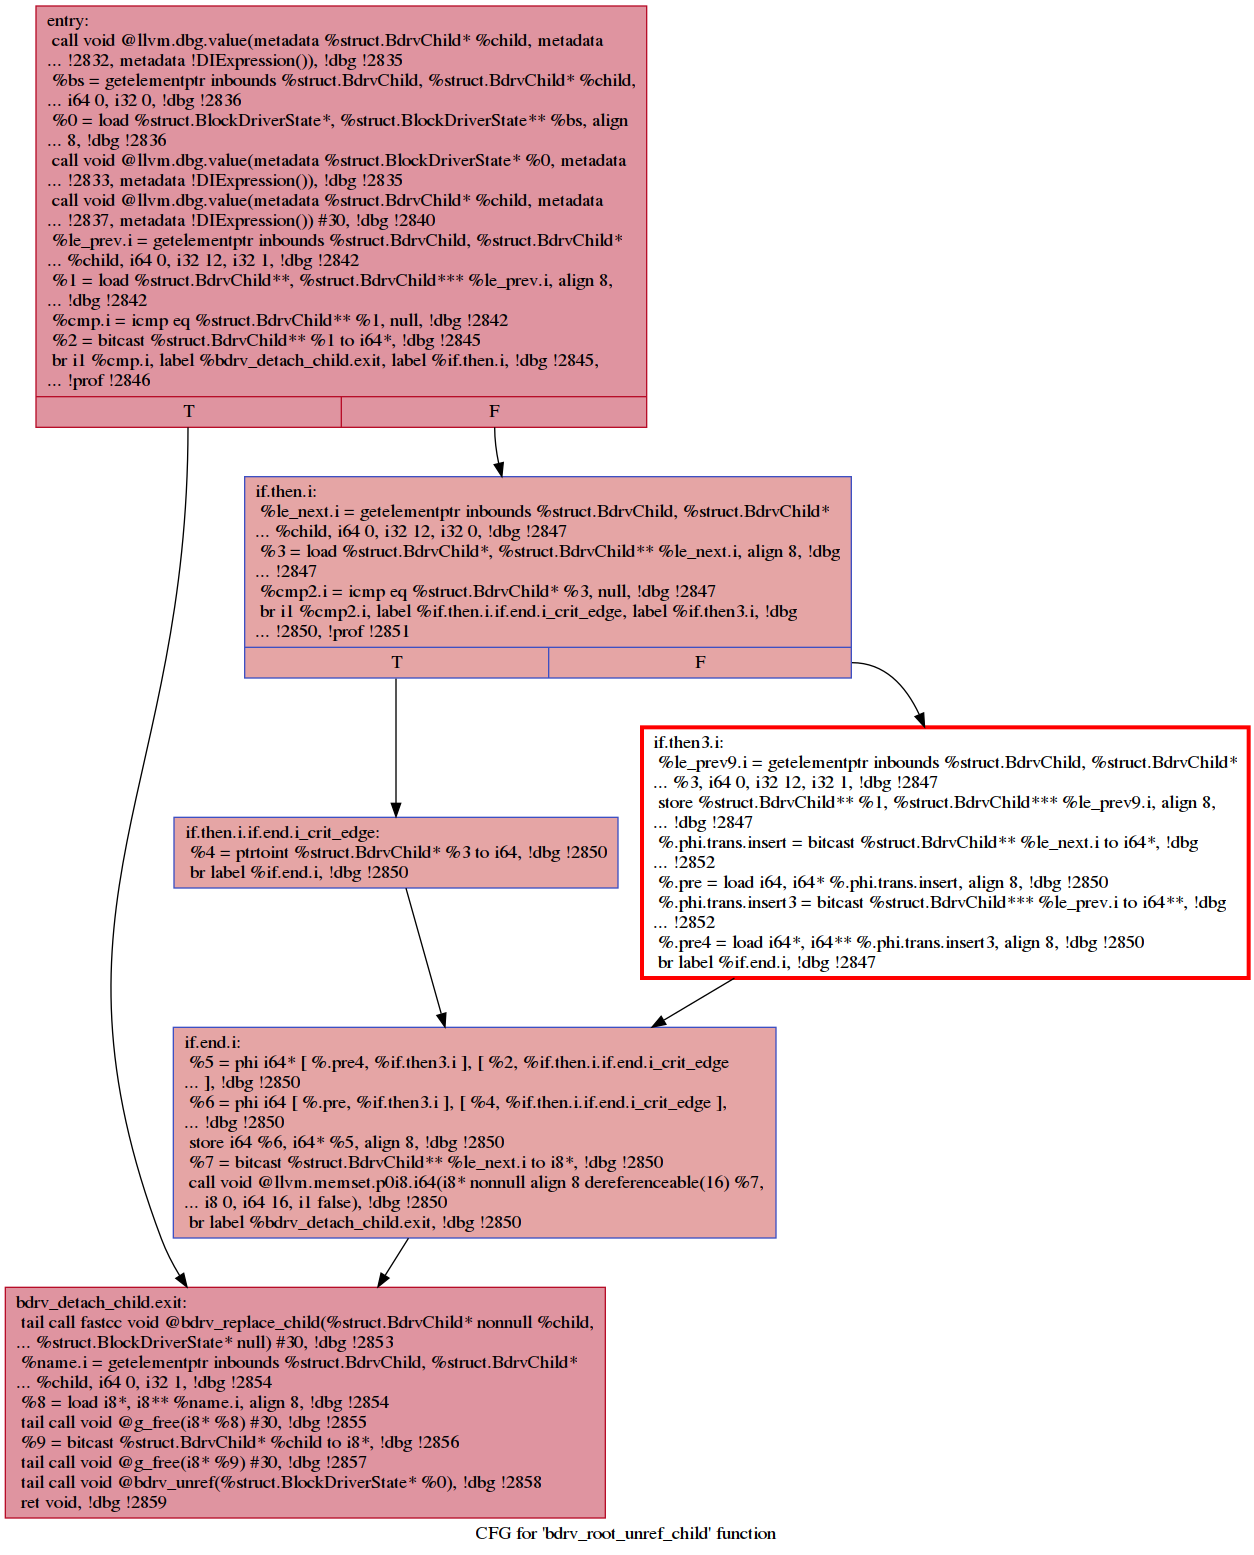 entry:
call void @llvm.dbg.value(metadata %struct.BdrvChild* %child, metadata
... !2832, metadata !DIExpression()), !dbg !2835
%bs = getelementptr inbounds %struct.BdrvChild, %struct.BdrvChild* %child,
... i64 0, i32 0, !dbg !2836
%0 = load %struct.BlockDriverState*, %struct.BlockDriverState** %bs, align
... 8, !dbg !2836
call void @llvm.dbg.value(metadata %struct.BlockDriverState* %0, metadata
... !2833, metadata !DIExpression()), !dbg !2835
call void @llvm.dbg.value(metadata %struct.BdrvChild* %child, metadata
... !2837, metadata !DIExpression()) #30, !dbg !2840
%le_prev.i = getelementptr inbounds %struct.BdrvChild, %struct.BdrvChild*
... %child, i64 0, i32 12, i32 1, !dbg !2842
%1 = load %struct.BdrvChild**, %struct.BdrvChild*** %le_prev.i, align 8,
... !dbg !2842
%cmp.i = icmp eq %struct.BdrvChild** %1, null, !dbg !2842
%2 = bitcast %struct.BdrvChild** %1 to i64*, !dbg !2845
br i1 %cmp.i, label %bdrv_detach_child.exit, label %if.then.i, !dbg !2845,
... !prof !2846
T F
if.then.i:
%le_next.i = getelementptr inbounds %struct.BdrvChild, %struct.BdrvChild*
... %child, i64 0, i32 12, i32 0, !dbg !2847
%3 = load %struct.BdrvChild*, %struct.BdrvChild** %le_next.i, align 8, !dbg
... !2847
%cmp2.i = icmp eq %struct.BdrvChild* %3, null, !dbg !2847
br i1 %cmp2.i, label %if.then.i.if.end.i_crit_edge, label %if.then3.i, !dbg
... !2850, !prof !2851
T F
if.then3.i:
%le_prev9.i = getelementptr inbounds %struct.BdrvChild, %struct.BdrvChild*
... %3, i64 0, i32 12, i32 1, !dbg !2847
store %struct.BdrvChild** %1, %struct.BdrvChild*** %le_prev9.i, align 8,
... !dbg !2847
%.phi.trans.insert = bitcast %struct.BdrvChild** %le_next.i to i64*, !dbg
... !2852
%.pre = load i64, i64* %.phi.trans.insert, align 8, !dbg !2850
%.phi.trans.insert3 = bitcast %struct.BdrvChild*** %le_prev.i to i64**, !dbg
... !2852
%.pre4 = load i64*, i64** %.phi.trans.insert3, align 8, !dbg !2850
br label %if.end.i, !dbg !2847
if.then.i.if.end.i_crit_edge:
%4 = ptrtoint %struct.BdrvChild* %3 to i64, !dbg !2850
br label %if.end.i, !dbg !2850
if.end.i:
%5 = phi i64* [ %.pre4, %if.then3.i ], [ %2, %if.then.i.if.end.i_crit_edge
... ], !dbg !2850
%6 = phi i64 [ %.pre, %if.then3.i ], [ %4, %if.then.i.if.end.i_crit_edge ],
... !dbg !2850
store i64 %6, i64* %5, align 8, !dbg !2850
%7 = bitcast %struct.BdrvChild** %le_next.i to i8*, !dbg !2850
call void @llvm.memset.p0i8.i64(i8* nonnull align 8 dereferenceable(16) %7,
... i8 0, i64 16, i1 false), !dbg !2850
br label %bdrv_detach_child.exit, !dbg !2850
bdrv_detach_child.exit:
tail call fastcc void @bdrv_replace_child(%struct.BdrvChild* nonnull %child,
... %struct.BlockDriverState* null) #30, !dbg !2853
%name.i = getelementptr inbounds %struct.BdrvChild, %struct.BdrvChild*
... %child, i64 0, i32 1, !dbg !2854
%8 = load i8*, i8** %name.i, align 8, !dbg !2854
tail call void @g_free(i8* %8) #30, !dbg !2855
%9 = bitcast %struct.BdrvChild* %child to i8*, !dbg !2856
tail call void @g_free(i8* %9) #30, !dbg !2857
tail call void @bdrv_unref(%struct.BlockDriverState* %0), !dbg !2858
ret void, !dbg !2859
CFG for 'bdrv_root_unref_child' function